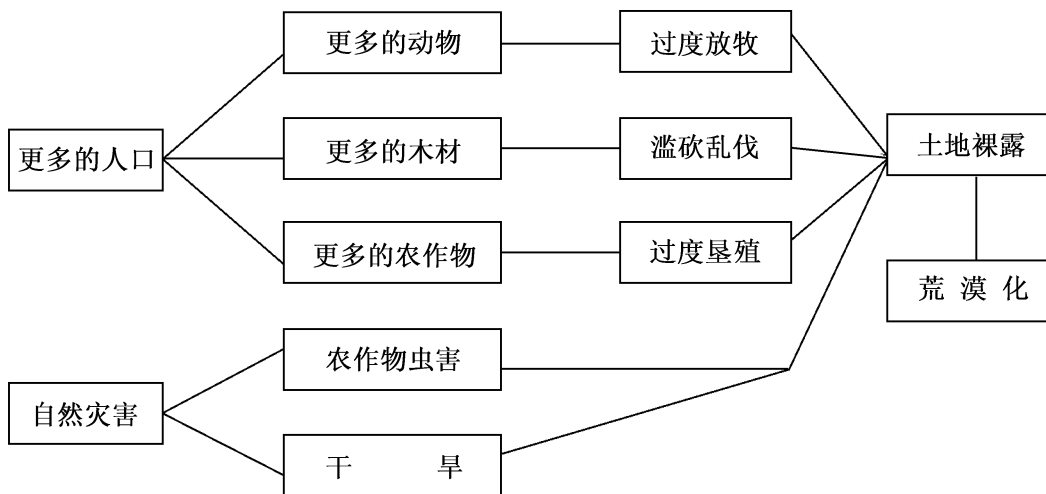 更多的动物
过度放牧
更多的人口
更多的木材
滥砍乱伐
土地裸露
更多的农作物
过度垦殖
荒漠化
农作物虫害
自然灾害
干旱